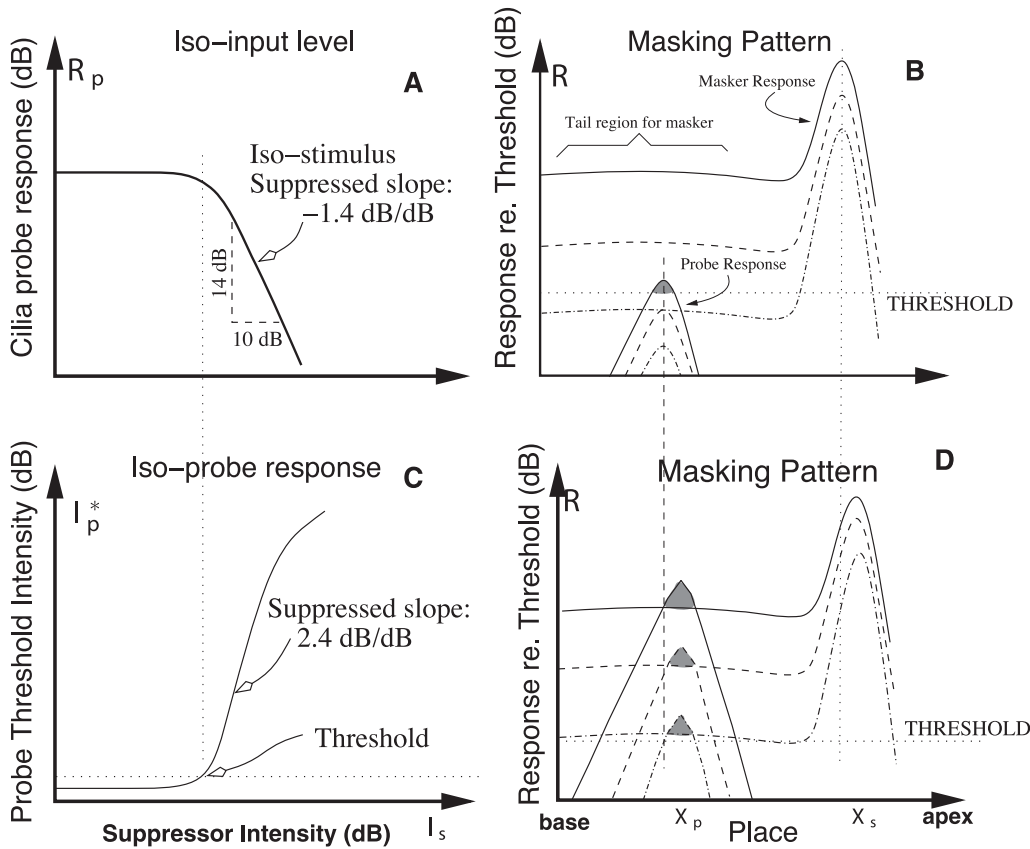 Iso–input level
A
R p
Cilia probe response (dB)
Iso–stimulus
Suppressed slope:
–1.4 dB/dB
14 dB
10 dB
Masking Pattern
B
R
Response re. Threshold (dB)
Masker Response
Tail region for masker
Probe Response
THRESHOLD
Iso–probe response
C
I p *
Probe Threshold Intensity (dB)
Suppressed slope:
2.4 dB/dB
Threshold
Suppressor Intensity (dB)
I s
Masking Pattern
D
R
Response re. Threshold (dB)
THRESHOLD
base
X p
Place
X s
apex